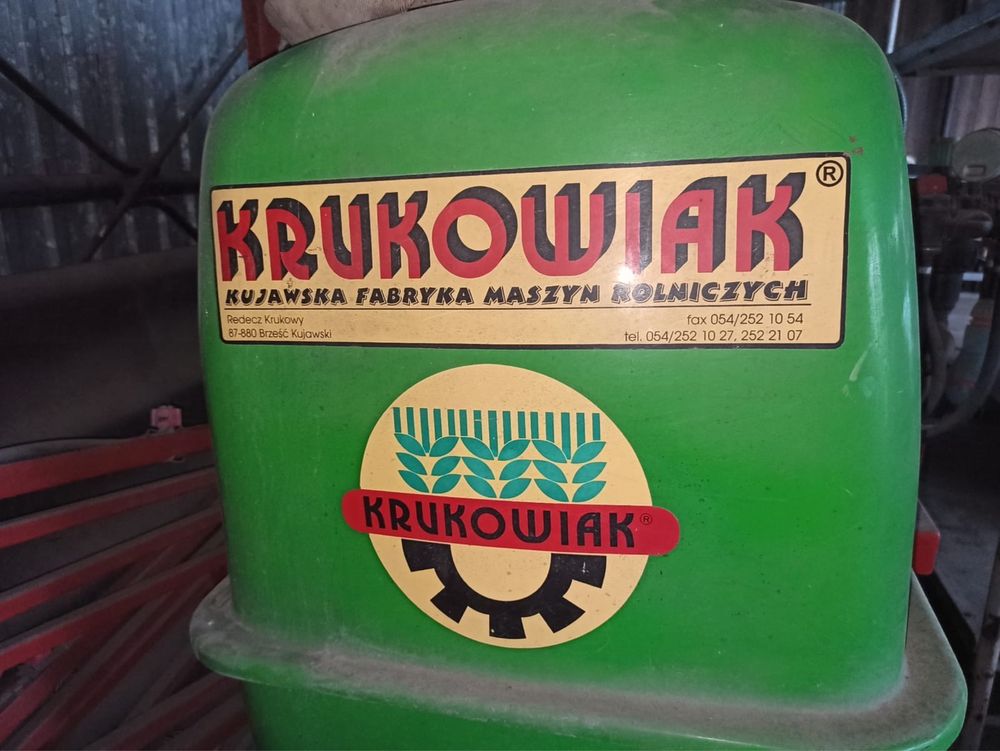 KRUKOWIAK ®
KUJAWSKA FABRYKA MASZYN ROLNICZYCH
Redecz Krukowy fax 054/252 10 54
87-880 Brześć Kujawski tel. 054/252 10 27, 252 21 07
KRUKOWIAK ®